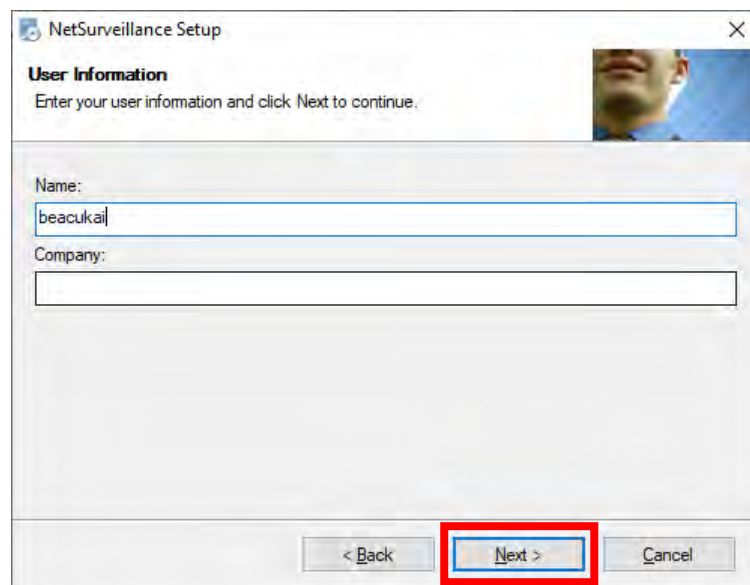 NetSurveillance Setup
User Information
Enter your user information and click Next to continue.
Name:
beacukai
Company:
< Back Next > Cancel